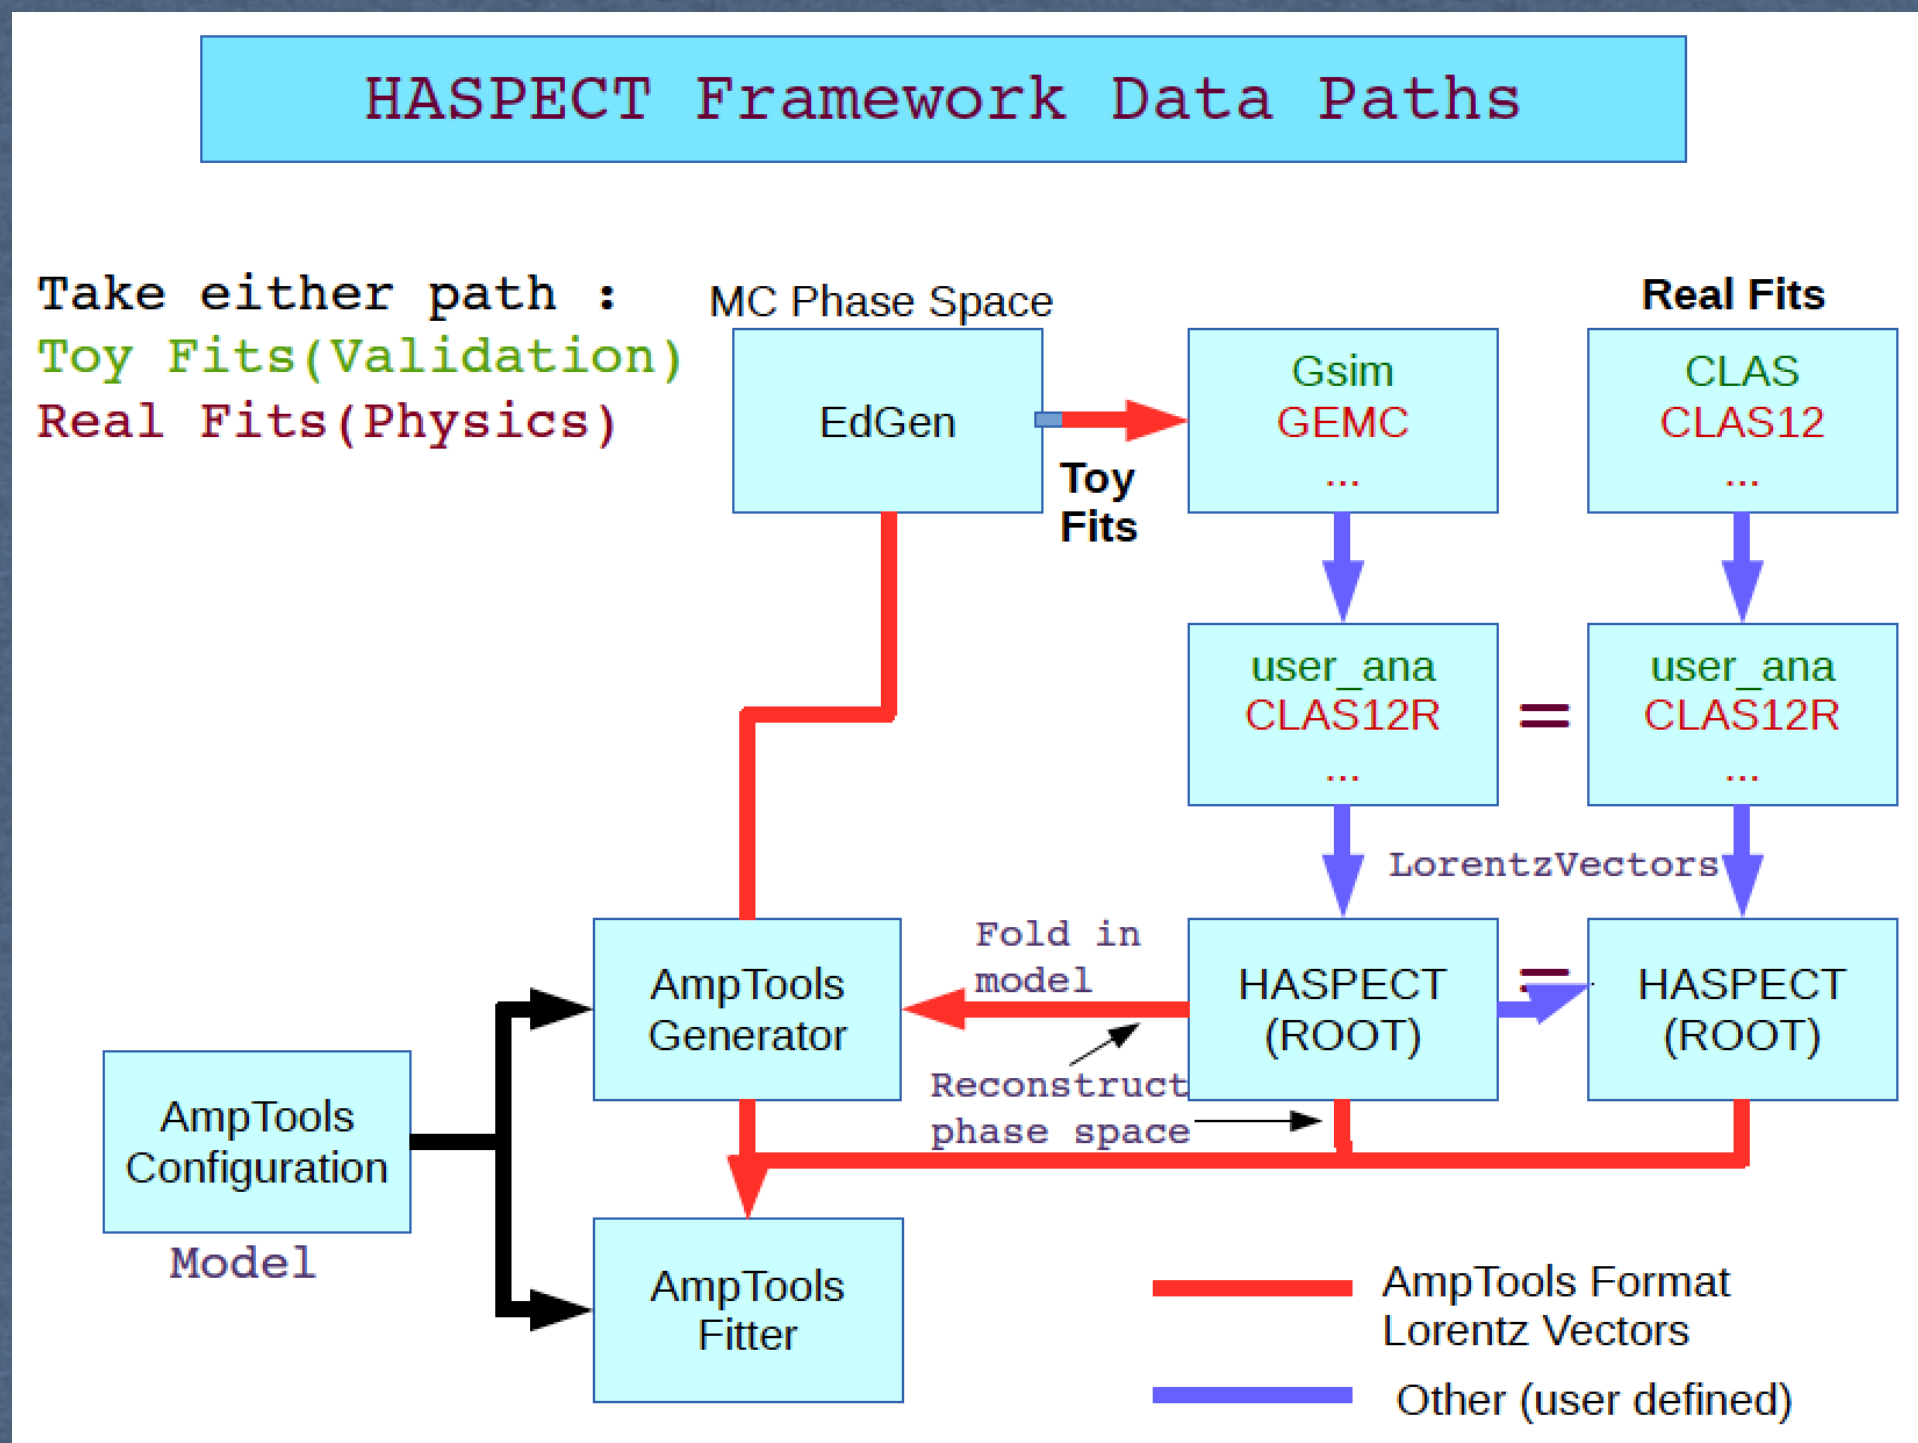 HASPECT Framework Data Paths
Take either path :
Toy Fits(Validation)
Real Fits(Physics)
MC Phase Space
EdGen
Toy
Fits
Gsim
GEMC
...
Real Fits
CLAS
CLAS12
...
user_ana
CLAS12R
...
=
user_ana
CLAS12R
...
LorentzVectors
AmpTools
Generator
Fold in
model
HASPECT
(ROOT)
=
HASPECT
(ROOT)
Reconstruct
phase space
AmpTools
Configuration
Model
AmpTools
Fitter
AmpTools Format
Lorentz Vectors
Other (user defined)